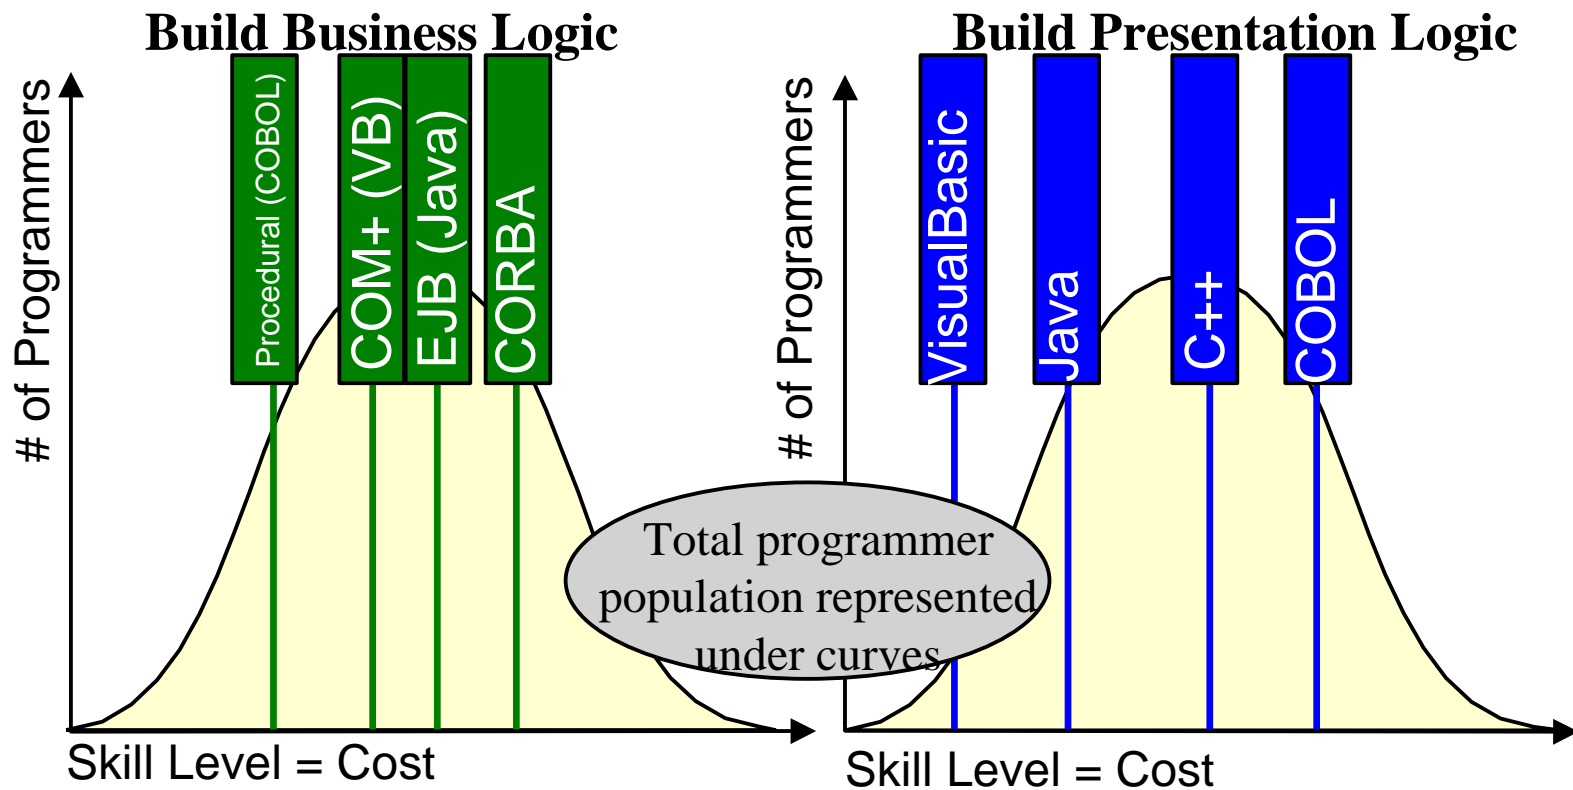 Build Business Logic
# of Programmers
Procedural (COBOL)
COM+ (VB)
EJB (Java)
CORBA
Skill Level = Cost
Build Presentation Logic
# of Programmers
VisualBasic
Java
C++
COBOL
Skill Level = Cost
Total programmer
population represented
under curves